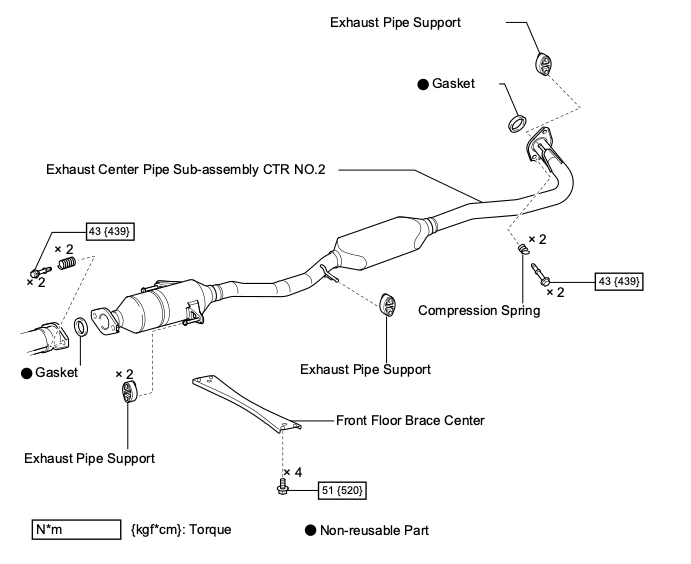 Exhaust Pipe Support
● Gasket
Exhaust Center Pipe Sub-assembly CTR NO.2
43 {439}
× 2
× 2
× 2
43 {439}
× 2
Compression Spring
● Gasket
× 2
Exhaust Pipe Support
Front Floor Brace Center
Exhaust Pipe Support
× 4
51 {520}
N*m {kgf*cm}: Torque
● Non-reusable Part